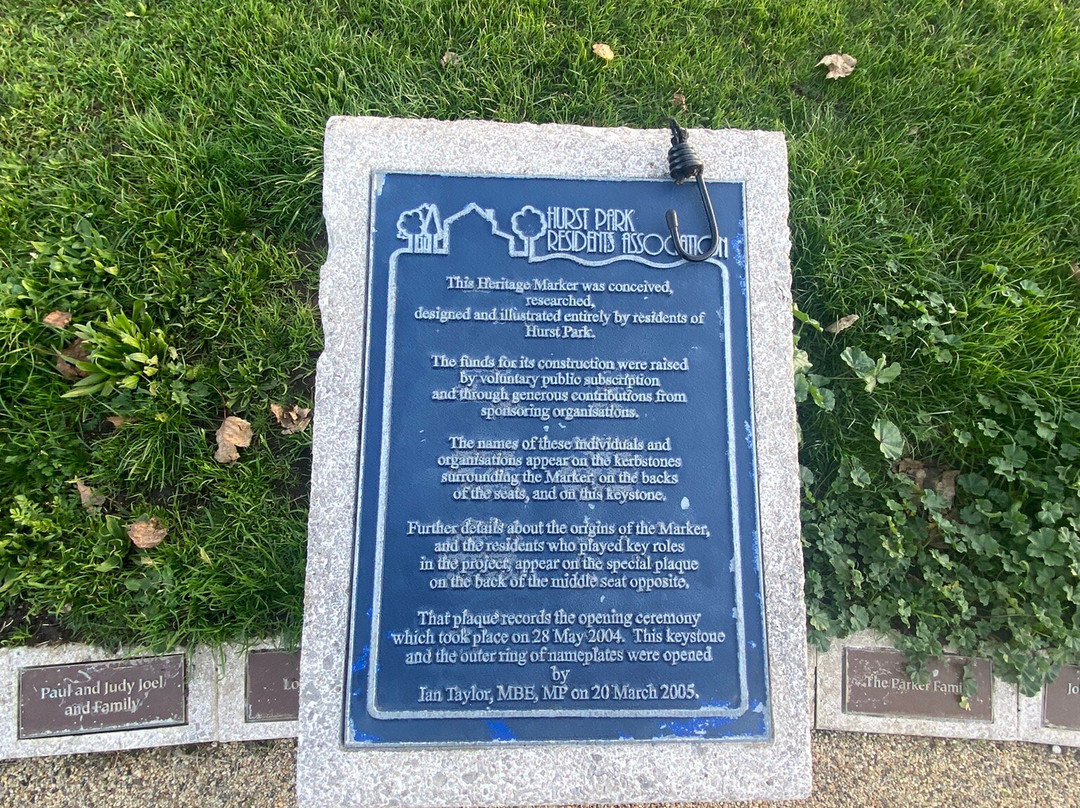 HURST PARK
RESIDENTS ASSOCIATION
This Heritage Marker was conceived,
researched,
designed and illustrated entirely by residents of
Hurst Park.
The funds for its construction were raised
by voluntary public subscription
and through generous contributions from
sponsoring organisations.
The names of these individuals and
organisations appear on the kerbstones
surrounding the Marker, on the backs
of the seats, and on this keystone.
Further details about the origins of the Marker,
and the residents who played key roles
in the project, appear on the special plaque
on the back of the middle seat opposite.
That plaque records the opening ceremony
which took place on 28 May 2004. This keystone
and the outer ring of nameplates were opened
by
Ian Taylor, MBE, MP on 20 March 2005.
Paul and Judy Joel
and Family
Lo
The Parker Family
Jo